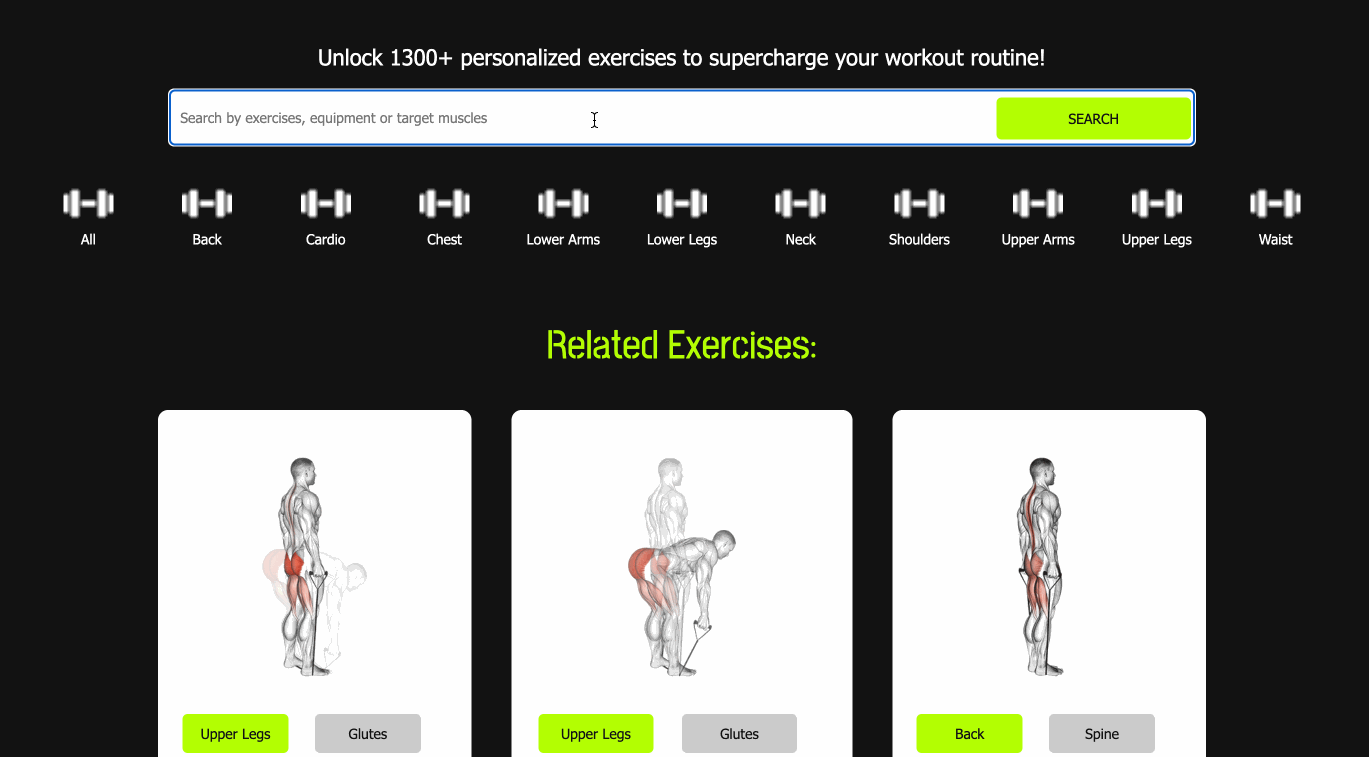 Unlock 1300+ personalized exercises to supercharge your workout routine!
Search by exercises, equipment or target muscles
SEARCH
All Back Cardio Chest Lower Arms Lower Legs Neck Shoulders Upper Arms Upper Legs Waist
Related Exercises:
Upper Legs Glutes Upper Legs Glutes Back Spine